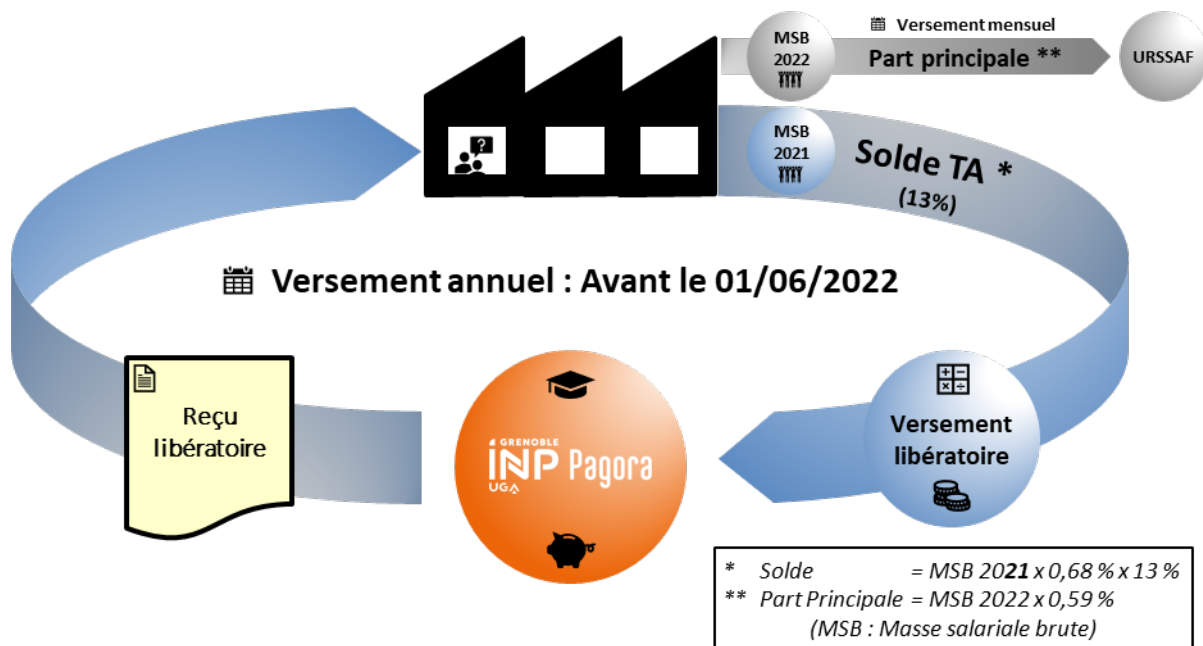 Versement mensuel
MSB
2022
Part principale **
URSSAF
MSB
2021
Solde TA *
(13%)
Versement annuel : Avant le 01/06/2022
Reçu
libératoire
GRENOBLE
INP Pagora
UGA
Versement
libératoire
* Solde = MSB 2021 x 0,68 % x 13 %
** Part Principale = MSB 2022 x 0,59 %
(MSB : Masse salariale brute)